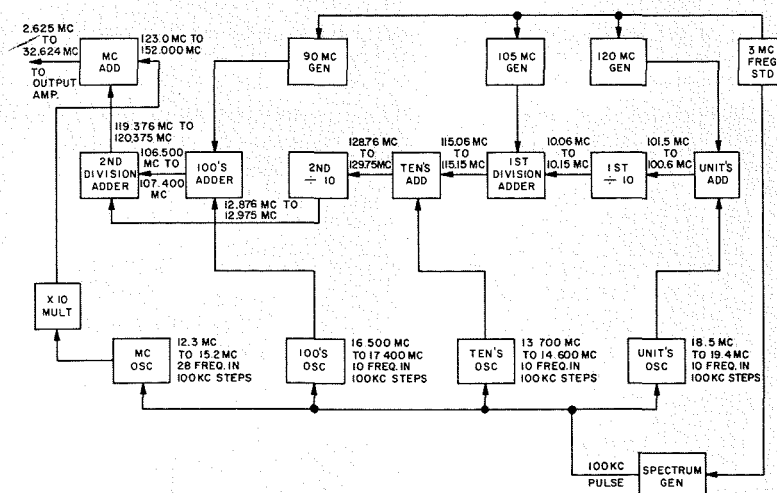 2.625 MC
TO
32.624 MC
TO
OUTPUT
AMP.
MC
ADD
123.0 MC TO
152.000 MC
90 MC
GEN
105 MC
GEN
120 MC
GEN
3 MC
FREQ
STD
119.376 MC TO
120.375 MC
2ND
DIVISION
ADDER
106.500
MC TO
107.400
MC
100'S
ADDER
12.876 MC TO
12.975 MC
2ND
÷ 10
128.76
MC
TO
129.75MC
TEN'S
ADD
115.06 MC
TO
115.15 MC
1ST
DIVISION
ADDER
10.06 MC
TO
10.15 MC
1ST
÷ 10
101.5 MC
TO
100.6 MC
UNIT'S
ADD
X 10
MULT
MC
OSC
12.3 MC
TO 15.2 MC
28 FREQ. IN
100KC STEPS
100'S
OSC
16.500 MC
TO 17.400 MC
10 FREQ. IN
100KC STEPS
TEN'S
OSC
13.700 MC
TO 14.600 MC
10 FREQ. IN
100KC STEPS
UNIT'S
OSC
18.5 MC
TO 19.4 MC
10 FREQ. IN
100KC STEPS
100KC
PULSE
SPECTRUM
GEN